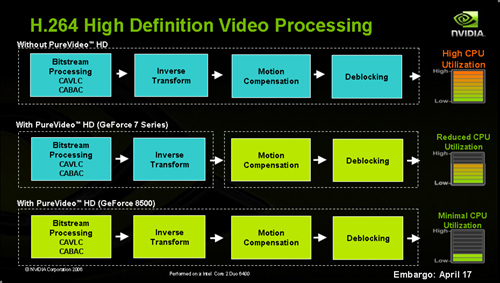 H.264 High Definition Video Processing
NVIDIA
Without PureVideo™ HD
High CPU
Utilization
Bitstream
Processing
CAVLC
CABAC
Inverse
Transform
Motion
Compensation
Deblocking
High
Low
With PureVideo™ HD (GeForce 7 Series)
Reduced CPU
Utilization
Bitstream
Processing
CAVLC
CABAC
Inverse
Transform
Motion
Compensation
Deblocking
High
Low
With PureVideo™ HD (GeForce 8500)
Minimal CPU
Utilization
Bitstream
Processing
CAVLC
CABAC
Inverse
Transform
Motion
Compensation
Deblocking
High
Low
© NVIDIA Corporation 2006
Performed on a Intel Core 2 Duo 6400
Embargo: April 17